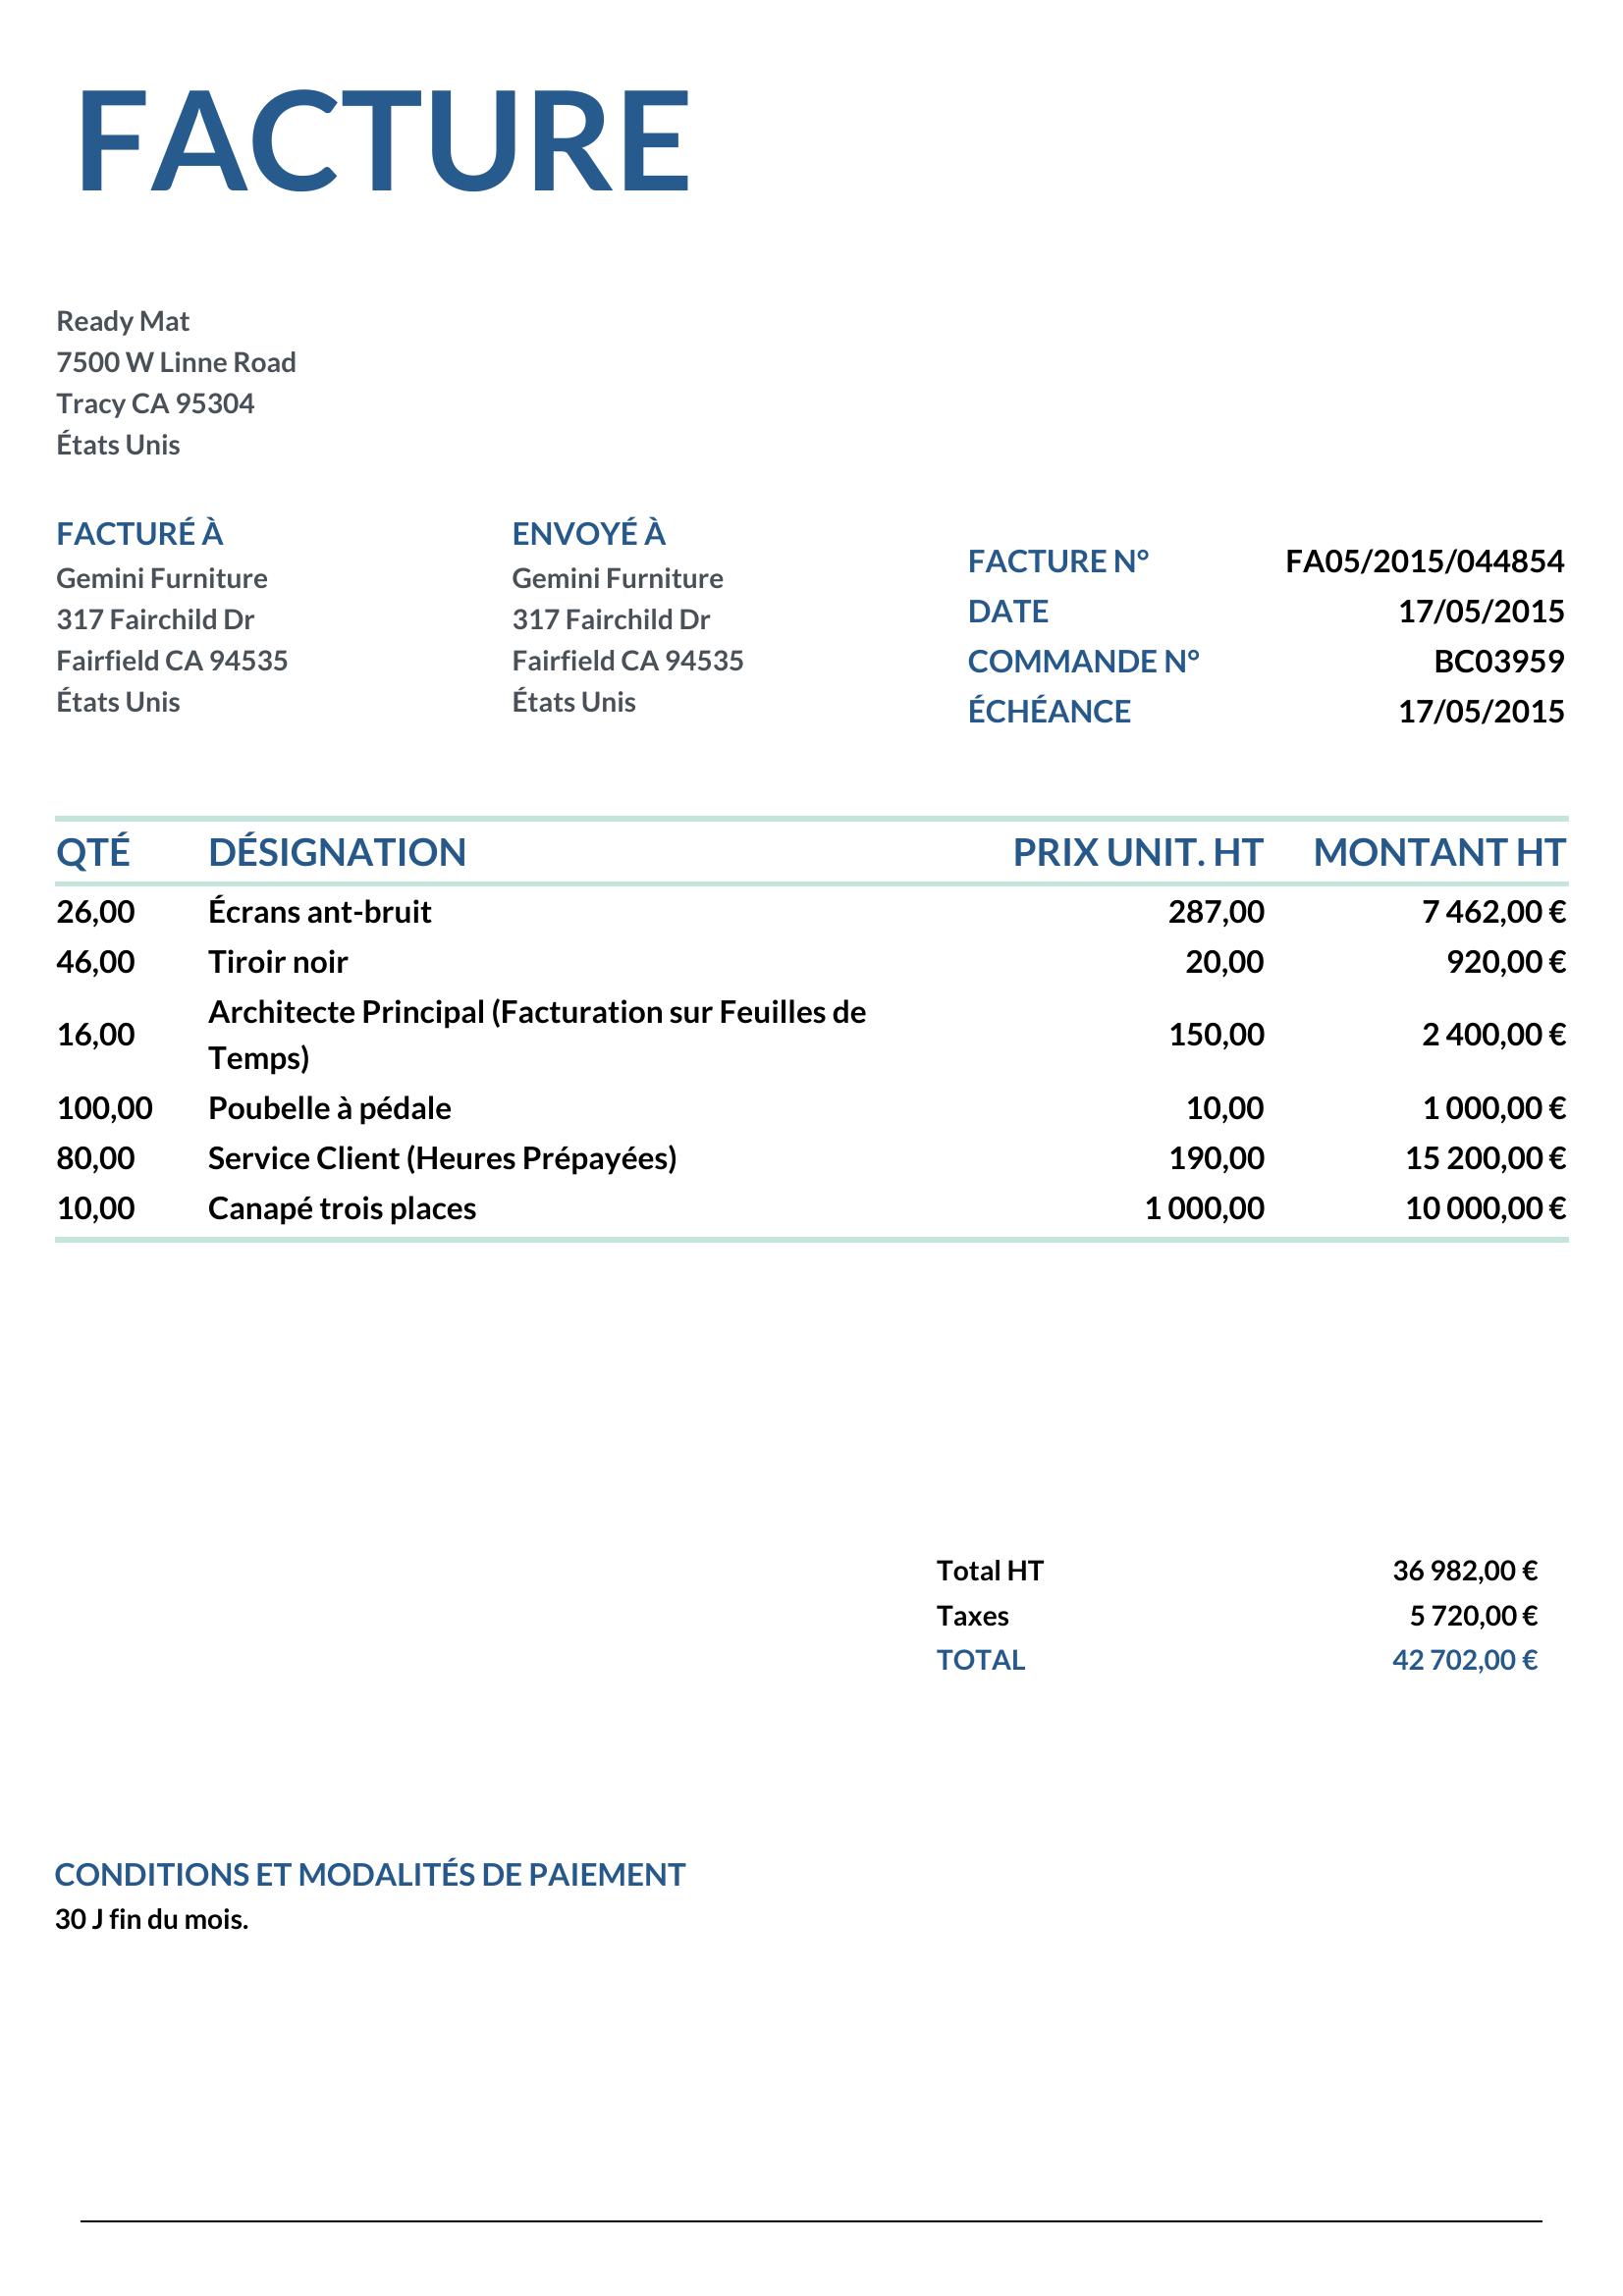 FACTURE
Ready Mat
7500 W Linne Road
Tracy CA 95304
États Unis
FACTURÉ À
Gemini Furniture
317 Fairchild Dr
Fairfield CA 94535
États Unis
ENVOYÉ À
Gemini Furniture
317 Fairchild Dr
Fairfield CA 94535
États Unis
FACTURE N° FA05/2015/044854
DATE 17/05/2015
COMMANDE N° BC03959
ÉCHÉANCE 17/05/2015
QTÉ DÉSIGNATION PRIX UNIT. HT MONTANT HT
26,00 Écrans ant-bruit 287,00 7 462,00 €
46,00 Tiroir noir 20,00 920,00 €
16,00 Architecte Principal (Facturation sur Feuilles de
Temps) 150,00 2 400,00 €
100,00 Poubelle à pédale 10,00 1 000,00 €
80,00 Service Client (Heures Prépayées) 190,00 15 200,00 €
10,00 Canapé trois places 1 000,00 10 000,00 €
Total HT 36 982,00 €
Taxes 5 720,00 €
TOTAL 42 702,00 €
CONDITIONS ET MODALITÉS DE PAIEMENT
30 J fin du mois.